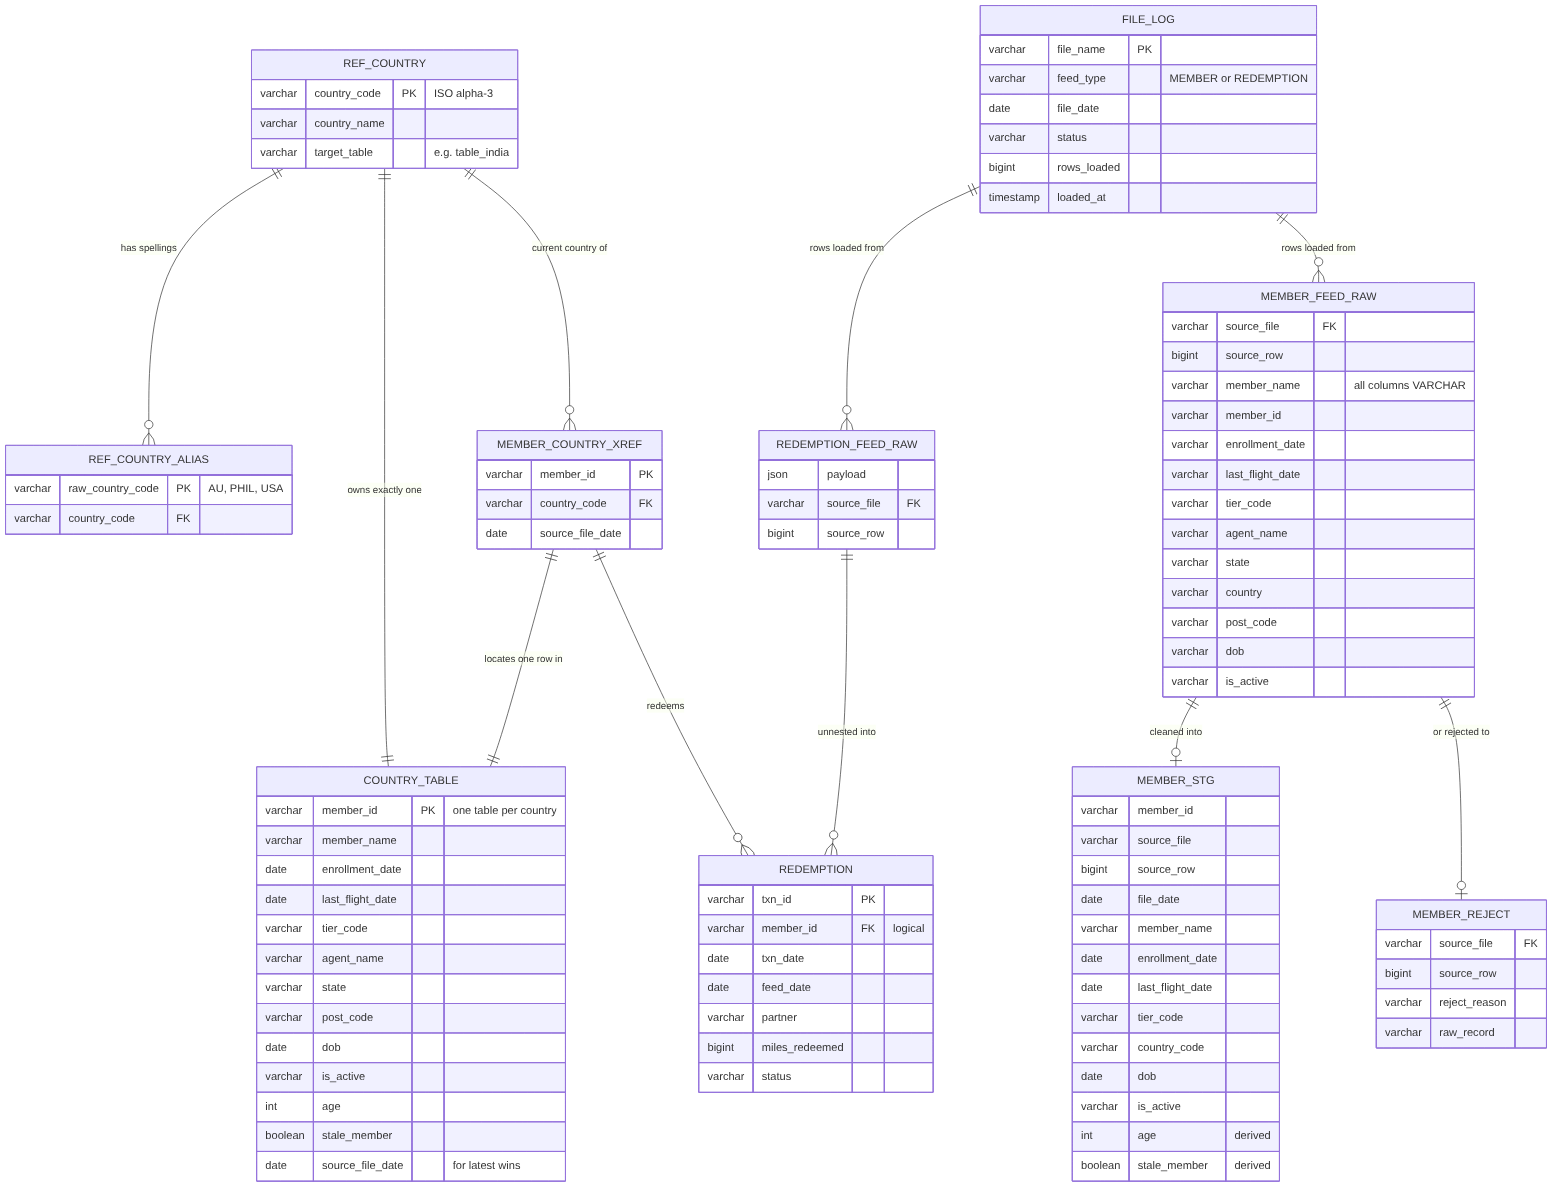 FILE_LOG
varchar file_name PK
varchar feed_type MEMBER or REDEMPTION
date file_date
varchar status
bigint rows_loaded
timestamp loaded_at
REF_COUNTRY
varchar country_code PK ISO alpha-3
varchar country_name
varchar target_table e.g. table_india
has spellings
current country of
rows loaded from
rows loaded from
MEMBER_FEED_RAW
varchar source_file FK
bigint source_row
varchar member_name all columns VARCHAR
varchar member_id
varchar enrollment_date
varchar last_flight_date
varchar tier_code
varchar agent_name
varchar state
varchar country
varchar post_code
varchar dob
varchar is_active
REF_COUNTRY_ALIAS
varchar raw_country_code PK AU, PHIL, USA
varchar country_code FK
owns exactly one
MEMBER_COUNTRY_XREF
varchar member_id PK
varchar country_code FK
date source_file_date
REDEMPTION_FEED_RAW
json payload
varchar source_file FK
bigint source_row
locates one row in
redeems
unnested into
cleaned into
or rejected to
COUNTRY_TABLE
varchar member_id PK one table per country
varchar member_name
date enrollment_date
date last_flight_date
varchar tier_code
varchar agent_name
varchar state
varchar post_code
date dob
varchar is_active
int age
boolean stale_member
date source_file_date for latest wins
REDEMPTION
varchar txn_id PK
varchar member_id FK logical
date txn_date
date feed_date
varchar partner
bigint miles_redeemed
varchar status
MEMBER_STG
varchar member_id
varchar source_file
bigint source_row
date file_date
varchar member_name
date enrollment_date
date last_flight_date
varchar tier_code
varchar country_code
date dob
varchar is_active
int age derived
boolean stale_member derived
MEMBER_REJECT
varchar source_file FK
bigint source_row
varchar reject_reason
varchar raw_record